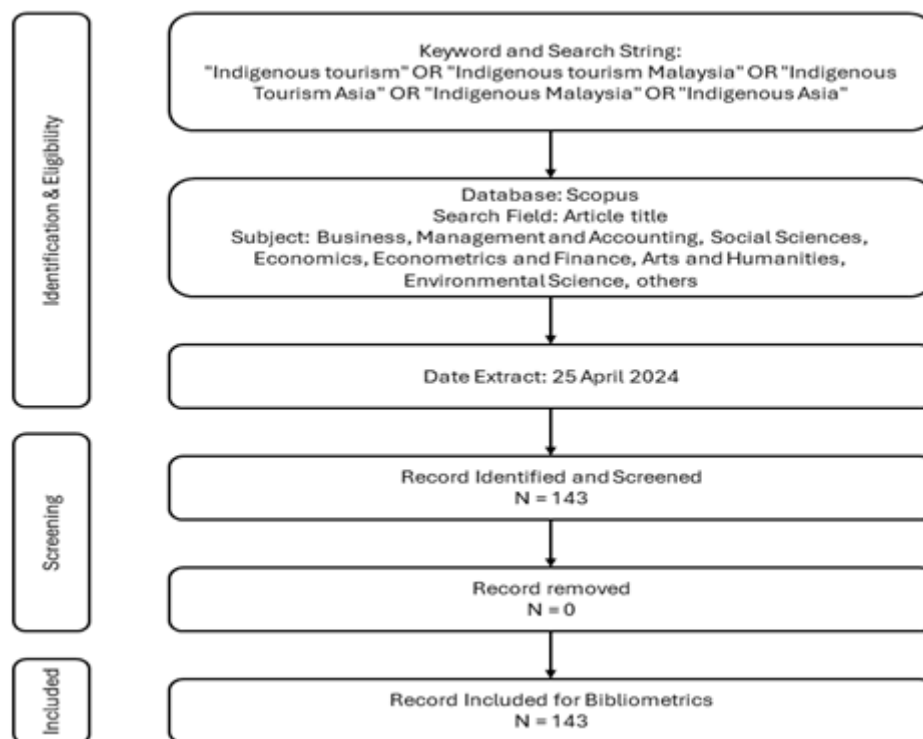 Identification & Eligibility
Keyword and Search String:
"Indigenous tourism" OR "Indigenous tourism Malaysia" OR "Indigenous
Tourism Asia" OR "Indigenous Malaysia" OR "Indigenous Asia"
Database: Scopus
Search Field: Article title
Subject: Business, Management and Accounting, Social Sciences,
Economics, Econometrics and Finance, Arts and Humanities,
Environmental Science, others
Date Extract: 25 April 2024
Screening
Record Identified and Screened
N = 143
Record removed
N = 0
Included
Record Included for Bibliometrics
N = 143